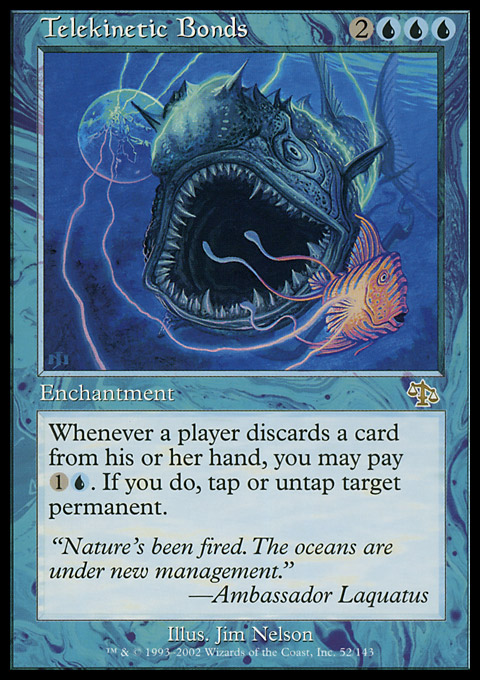 Telekinetic Bonds 2
Enchantment
Whenever a player discards a card
from his or her hand, you may pay
1 . If you do, tap or untap target
permanent.
“Nature’s been fired. The oceans are
under new management.”
—Ambassador Laquatus
Illus. Jim Nelson
™ & © 1993-2002 Wizards of the Coast, Inc. 52/143